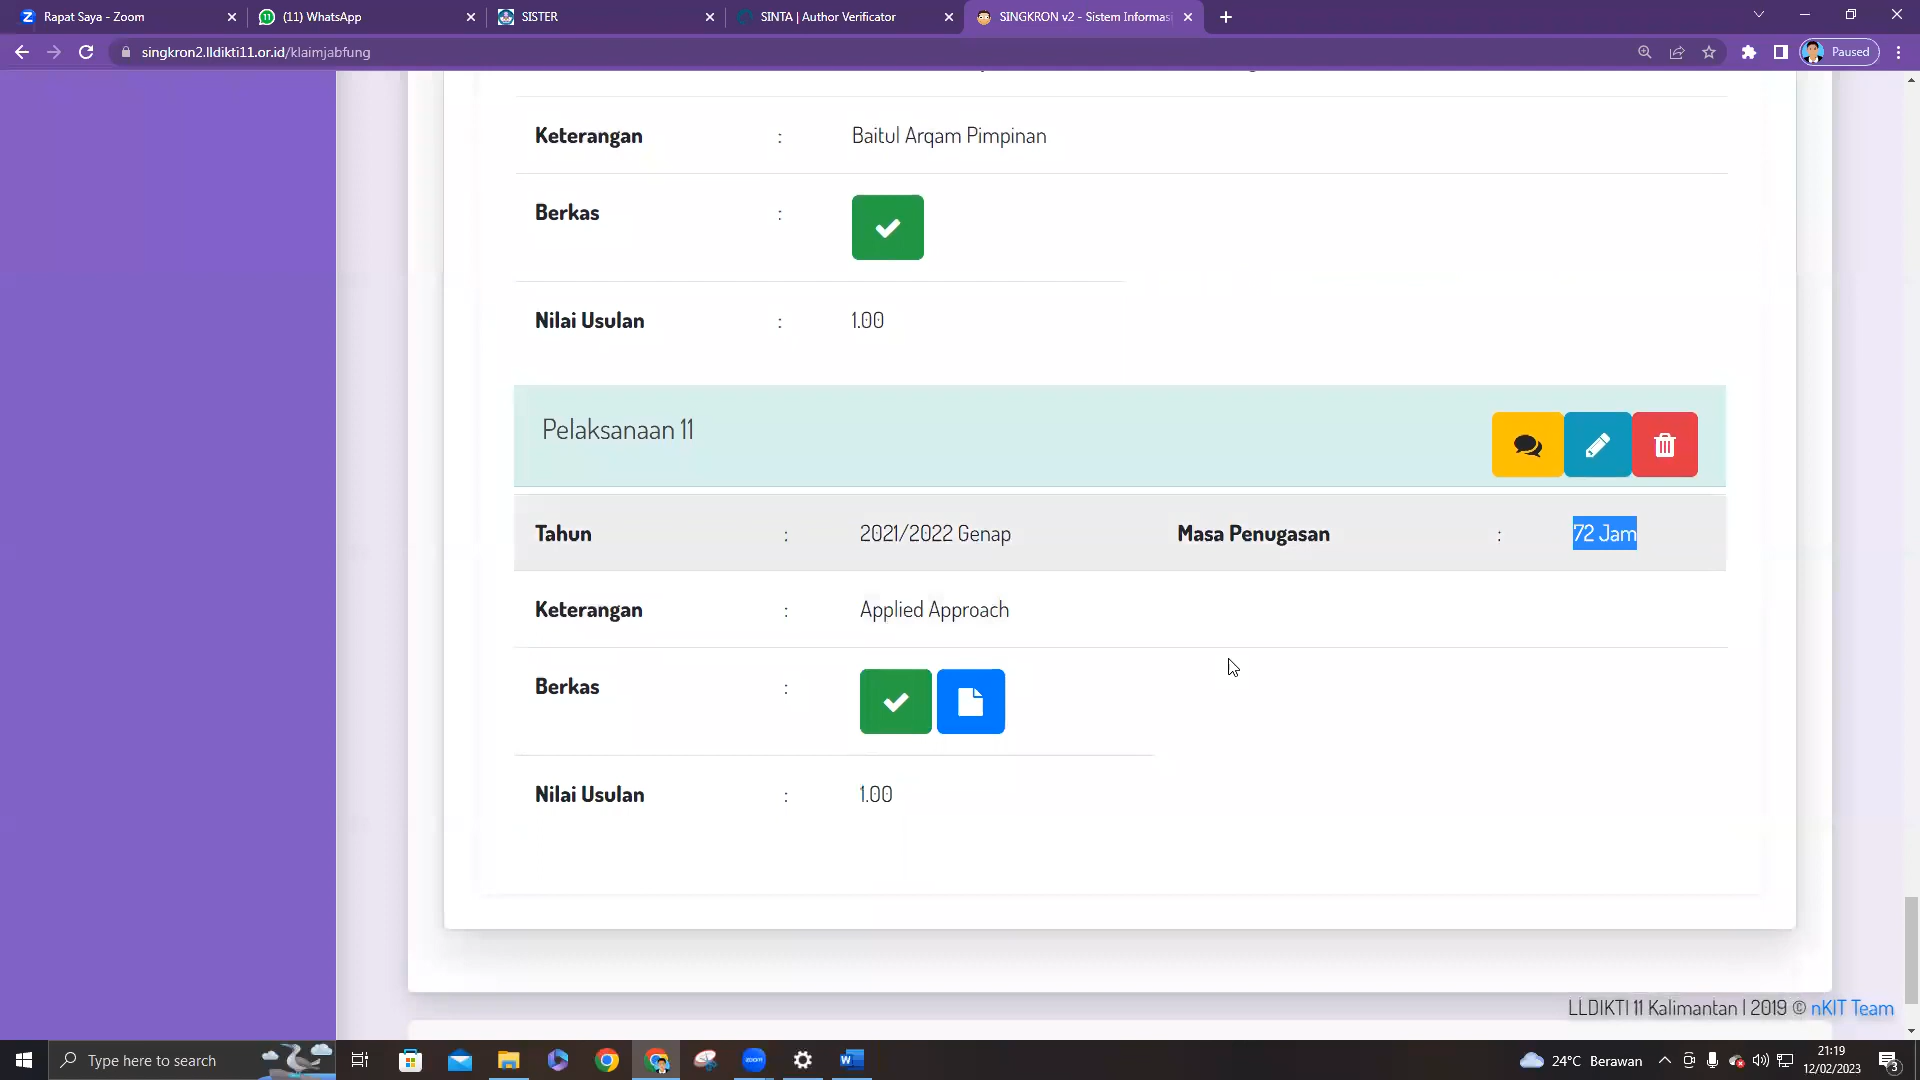 Rapat Saya - Zoom
(11) WhatsApp
SISTER
SINTA | Author Verificator
SINGKRON v2 - Sistem Informasi
singkron2.lldikti11.or.id/klaimjabfung
Paused
Keterangan : Baitul Arqam Pimpinan
Berkas :
Nilai Usulan : 1.00
Pelaksanaan 11
Tahun : 2021/2022 Genap Masa Penugasan : 72 Jam
Keterangan : Applied Approach
Berkas :
Nilai Usulan : 1.00
LLDIKTI 11 Kalimantan | 2019 © nKIT Team
Type here to search
zoom
24°C Berawan
21:19
12/02/2023
3